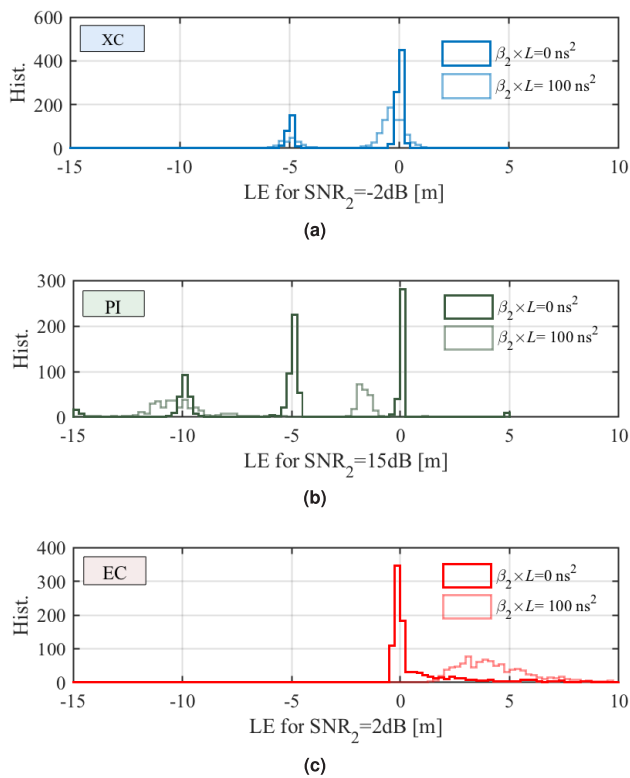 600
400
200
0
Hist.
XC
β₂×L=0 ns²
β₂×L= 100 ns²
-15 -10 -5 0 5 10
LE for SNR₂=-2dB [m]
(a)
300
200
100
0
Hist.
PI
β₂×L=0 ns²
β₂×L= 100 ns²
-15 -10 -5 0 5 10
LE for SNR₂=15dB [m]
(b)
400
300
200
100
0
Hist.
EC
β₂×L=0 ns²
β₂×L= 100 ns²
-15 -10 -5 0 5 10
LE for SNR₂=2dB [m]
(c)